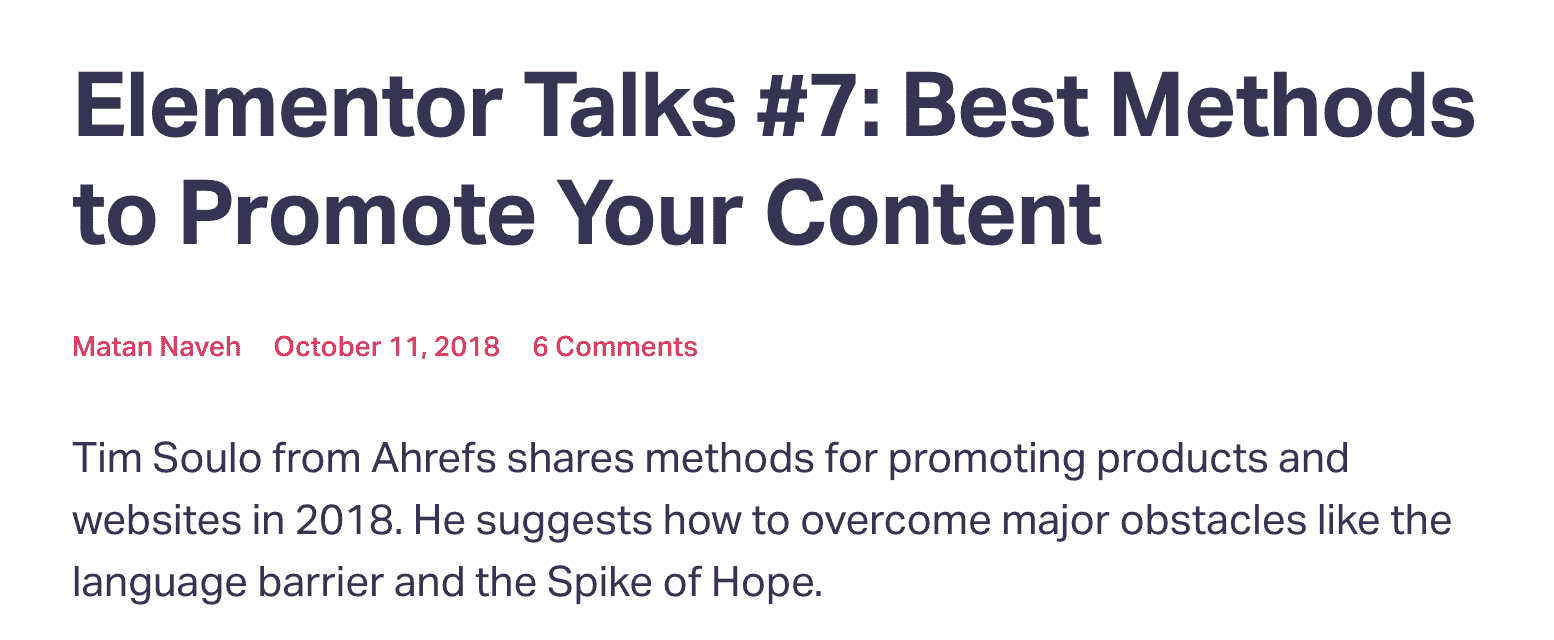 Elementor Talks #7: Best Methods
to Promote Your Content
Matan Naveh October 11, 2018 6 Comments
Tim Soulo from Ahrefs shares methods for promoting products and
websites in 2018. He suggests how to overcome major obstacles like the
language barrier and the Spike of Hope.